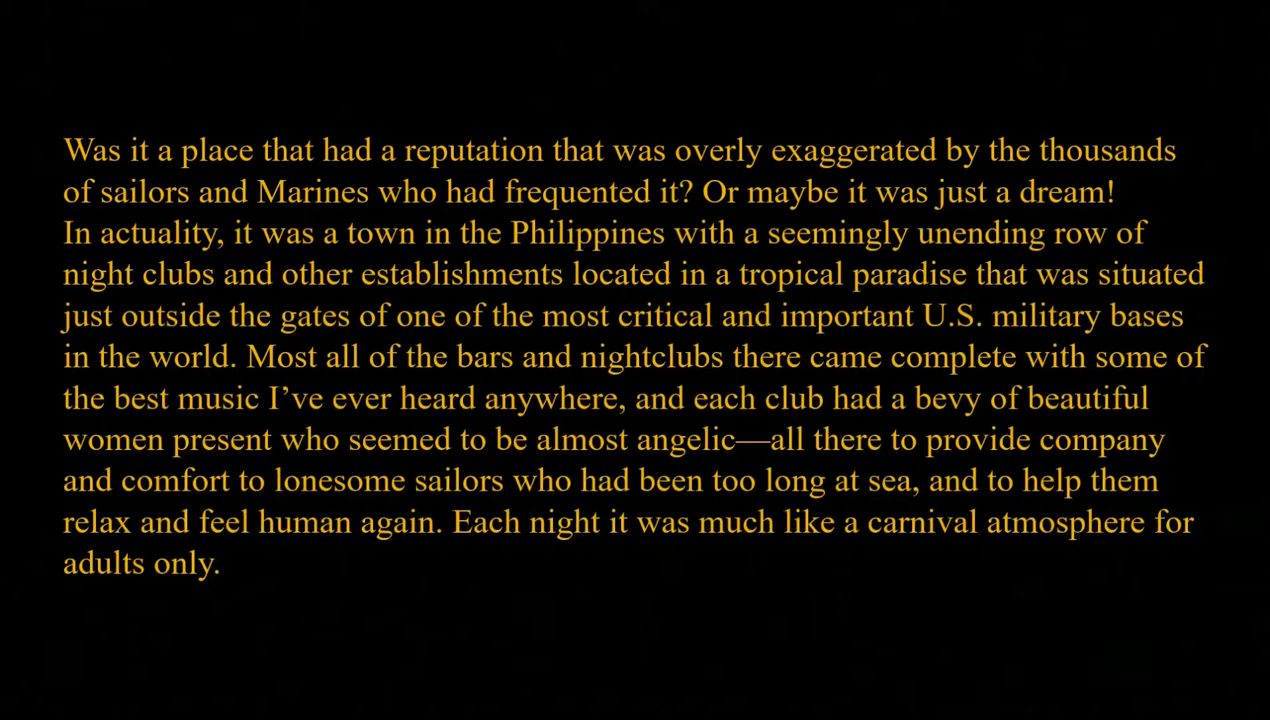 Was it a place that had a reputation that was overly exaggerated by the thousands
of sailors and Marines who had frequented it? Or maybe it was just a dream!
In actuality, it was a town in the Philippines with a seemingly unending row of
night clubs and other establishments located in a tropical paradise that was situated
just outside the gates of one of the most critical and important U.S. military bases
in the world. Most all of the bars and nightclubs there came complete with some of
the best music I’ve ever heard anywhere, and each club had a bevy of beautiful
women present who seemed to be almost angelic—all there to provide company
and comfort to lonesome sailors who had been too long at sea, and to help them
relax and feel human again. Each night it was much like a carnival atmosphere for
adults only.